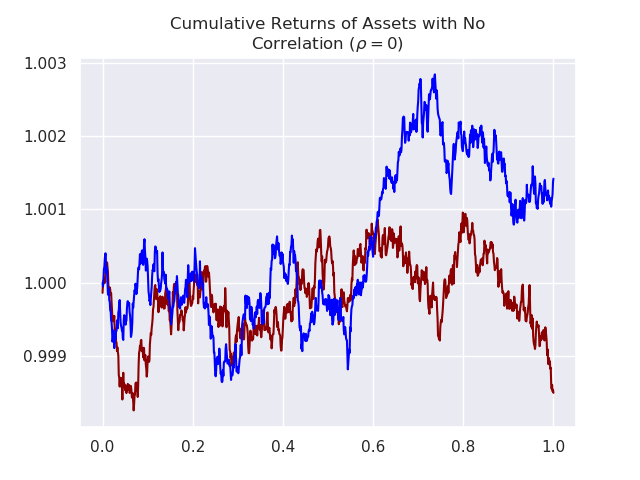 Cumulative Returns of Assets with No
Correlation (ρ = 0)
1.003
1.002
1.001
1.000
0.999
0.0 0.2 0.4 0.6 0.8 1.0